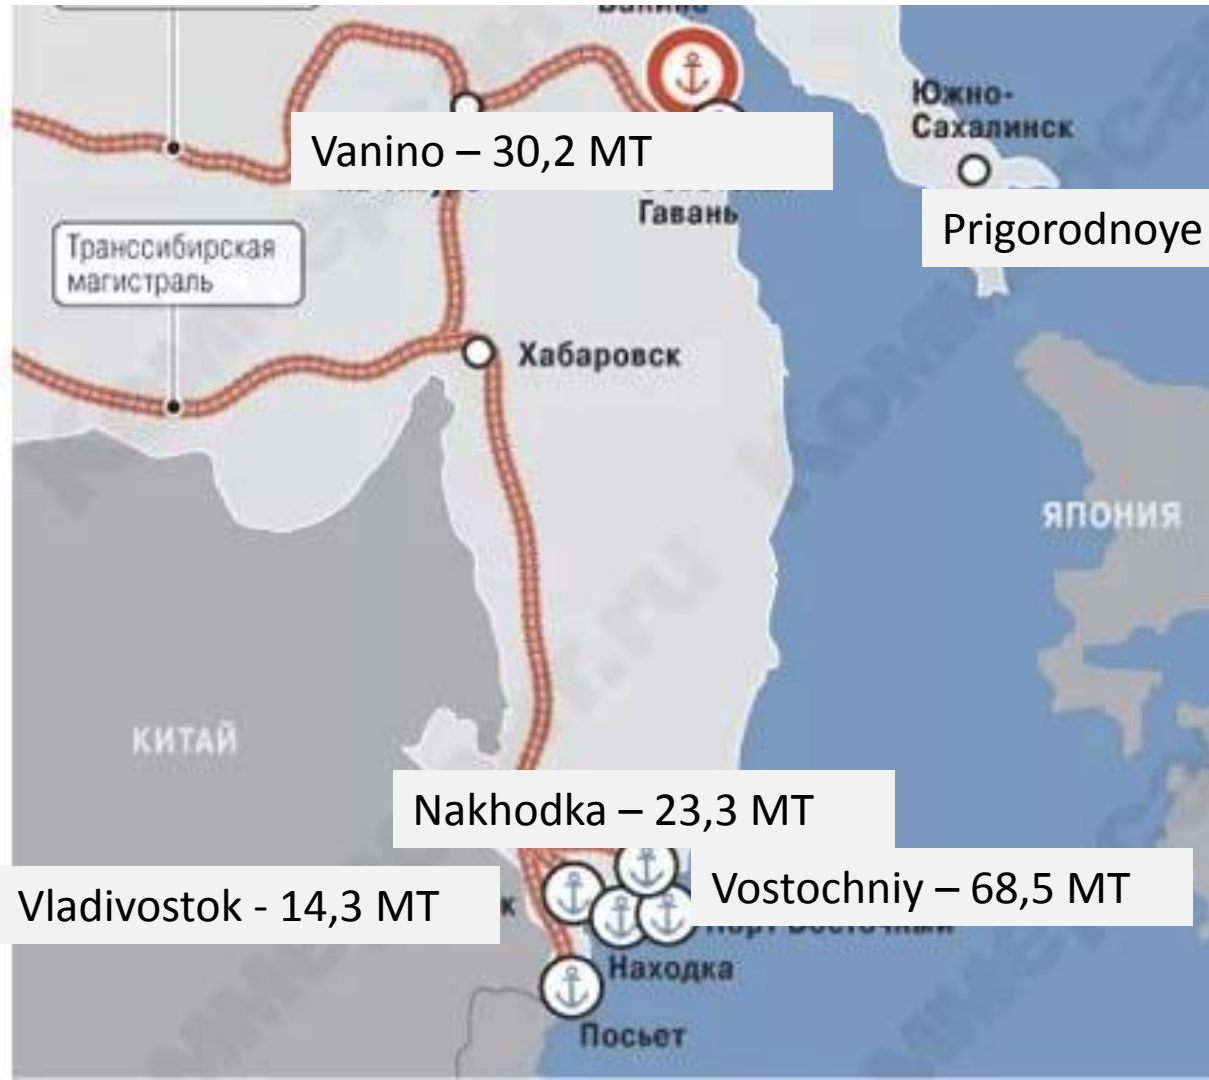 Южно-
Сахалинск
Vanino – 30,2 MT
Гавань
Prigorodnoye
Транссибирская
магистраль
Хабаровск
ЯПОНИЯ
КИТАЙ
Nakhodka – 23,3 MT
Vladivostok - 14,3 MT
Vostochniy – 68,5 MT
Находка
Посьет